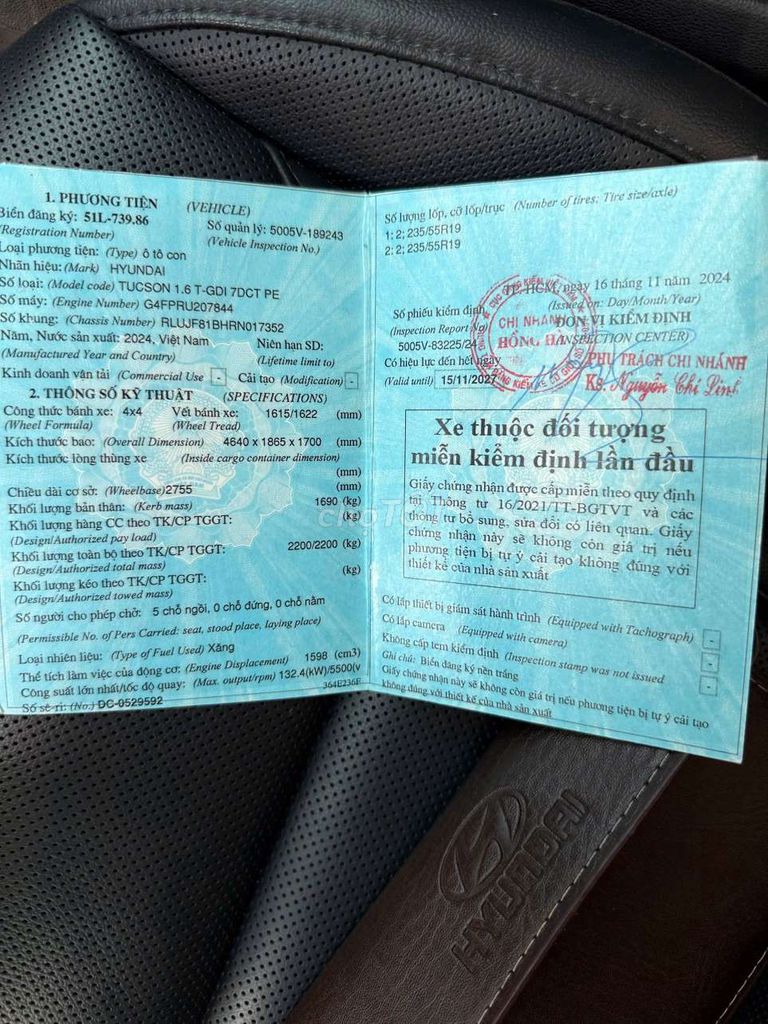 1. PHƯƠNG TIỆN (VEHICLE)
Biển đăng ký: 51L-739.86
(Registration Number)
Số quản lý: 5005V-189243
(Vehicle Inspection No.)
Loại phương tiện: (Type) ô tô con
Nhãn hiệu: (Mark) HYUNDAI
Số loại: (Model code) TUCSON 1.6 T-GDI 7DCT PE
Số máy: (Engine Number) G4FPRU207844
Số khung: (Chassis Number) RLUJF81BHRN017352
Năm, Nước sản xuất: 2024, Việt Nam
(Manufactured Year and Country)
Niên hạn SD:
(Lifetime limit to)
Kinh doanh vận tải (Commercial Use - Cải tạo (Modification) -
2. THÔNG SỐ KỸ THUẬT (SPECIFICATIONS)
Công thức bánh xe: 4x4 Vết bánh xe: 1615/1622 (mm)
(Wheel Formula) (Wheel Tread)
Kích thước bao: (Overall Dimension) 4640 x 1865 x 1700 (mm)
Kích thước lòng thùng xe (Inside cargo container dimension)
(mm)
Chiều dài cơ sở: (Wheelbase)2755 (mm)
Khối lượng bản thân: (Kerb mass) 1690 (kg)
Khối lượng hàng CC theo TK/CP TGGT: (kg)
(Design/Authorized pay load)
Khối lượng toàn bộ theo TK/CP TGGT: 2200/2200 (kg)
(Design/Authorized total mass)
Khối lượng kéo theo TK/CP TGGT: (kg)
(Design/Authorized towed mass)
Số người cho phép chở: 5 chỗ ngồi, 0 chỗ đứng, 0 chỗ nằm
(Permissible No. of Pers Carried: seat, stood place, laying place)
Loại nhiên liệu: (Type of Fuel Used) Xăng
Thể tích làm việc của động cơ: (Engine Displacement) 1598 (cm3)
Công suất lớn nhất/tốc độ quay: (Max. output/rpm) 132.4(kW)/5500(v
364E236F
Số sê-ri: (No.) DC-0529592
Số lượng lốp, cỡ lốp/trục (Number of tires: Tire size/axle)
1: 2; 235/55R19
2: 2; 235/55R19
TP. HCM, ngày 16 tháng 11 năm 2024
(Issued on: Day/Month/Year)
Số phiếu kiểm định
(Inspection Report No)
5005V-83225/24
ĐƠN VỊ KIỂM ĐỊNH
(INSPECTION CENTER)
CHI NHÁNH
HỒNG HÀ
PHỤ TRÁCH CHI NHÁNH
Ks. Nguyễn Chí Linh
Có hiệu lực đến hết ngày
(Valid until) 15/11/2027
Xe thuộc đối tượng
miễn kiểm định lần đầu
Giấy chứng nhận được cấp miễn theo quy định
tại Thông tư 16/2021/TT-BGTVT và các
thông tư bổ sung, sửa đổi có liên quan. Giấy
chứng nhận này sẽ không còn giá trị nếu
phương tiện bị tự ý cải tạo không đúng với
thiết kế của nhà sản xuất
Có lắp thiết bị giám sát hành trình (Equipped with Tachograph) -
Có lắp camera (Equipped with camera) -
Không cấp tem kiểm định (Inspection stamp was not issued -
Ghi chú: Biển đăng ký nền trắng
Giấy chứng nhận này sẽ không còn giá trị nếu phương tiện bị tự ý cải tạo
không đúng với thiết kế của nhà sản xuất
HYUNDAI